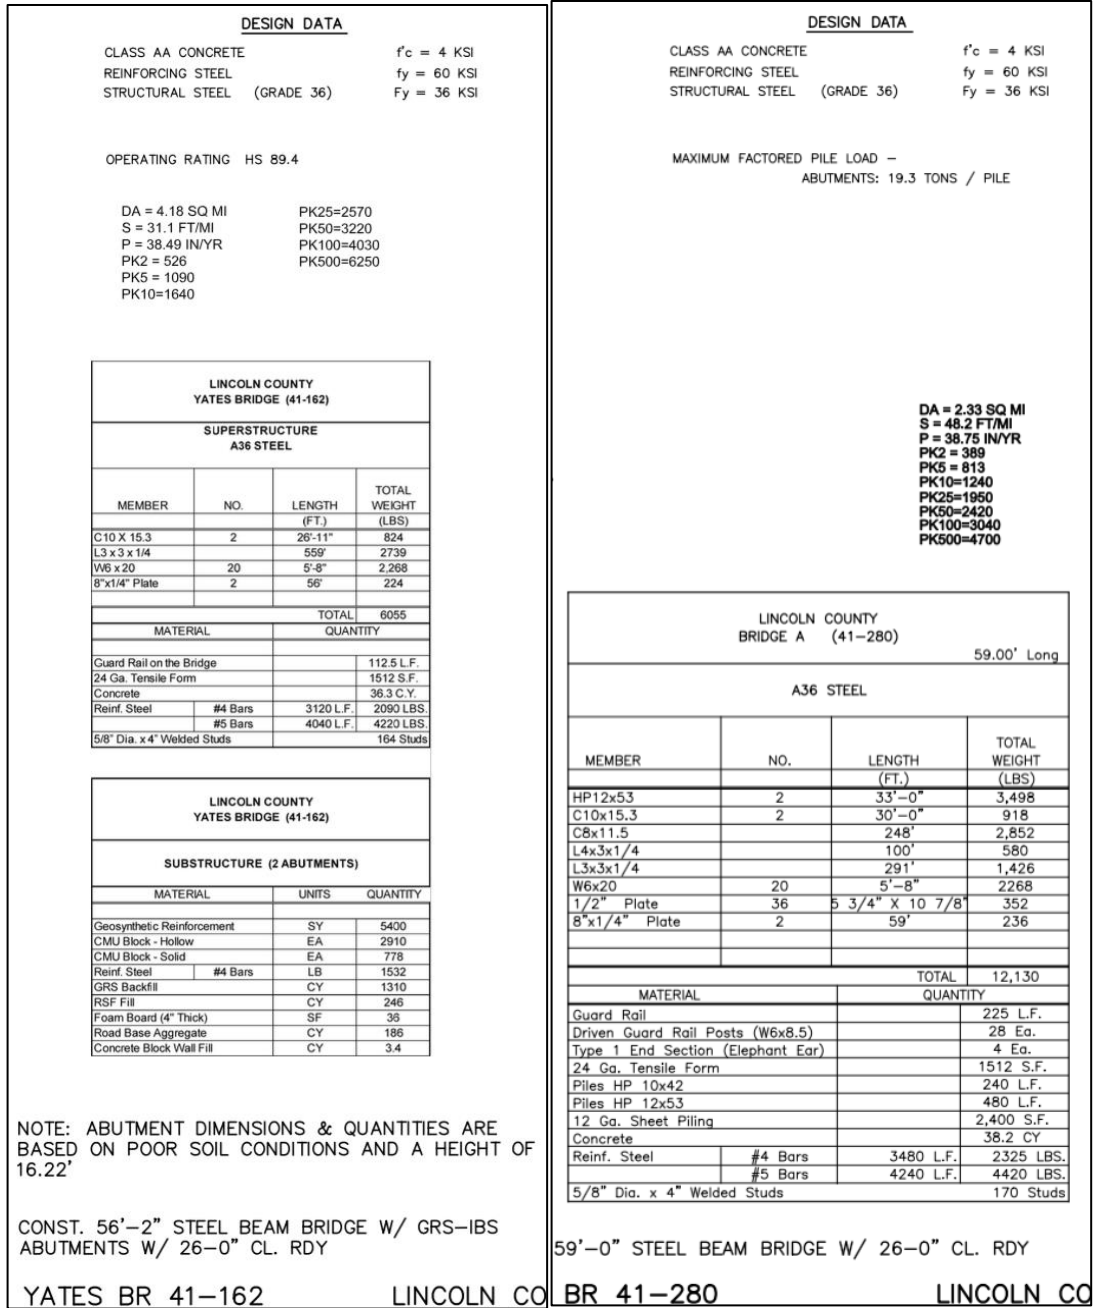 DESIGN DATA
CLASS AA CONCRETE f'c = 4 KSI
REINFORCING STEEL fy = 60 KSI
STRUCTURAL STEEL (GRADE 36) Fy = 36 KSI
OPERATING RATING HS 89.4
DA = 4.18 SQ MI PK25=2570
S = 31.1 FT/MI PK50=3220
P = 38.49 IN/YR PK100=4030
PK2 = 526 PK500=6250
PK5 = 1090
PK10=1640
LINCOLN COUNTY
YATES BRIDGE (41-162)
SUPERSTRUCTURE
A36 STEEL
MEMBER NO. LENGTH TOTAL WEIGHT
(FT.) (LBS)
C10 X 15.3 2 26'-11" 824
L3 x 3 x 1/4 559' 2739
W6 x 20 20 5'-8" 2,268
8"x1/4" Plate 2 56' 224
TOTAL 6055
MATERIAL QUANTITY
Guard Rail on the Bridge 112.5 L.F.
24 Ga. Tensile Form 1512 S.F.
Concrete 36.3 C.Y.
Reinf. Steel #4 Bars 3120 L.F. 2090 LBS.
#5 Bars 4040 L.F. 4220 LBS.
5/8" Dia. x 4" Welded Studs 164 Studs
LINCOLN COUNTY
YATES BRIDGE (41-162)
SUBSTRUCTURE (2 ABUTMENTS)
MATERIAL UNITS QUANTITY
Geosynthetic Reinforcement SY 5400
CMU Block - Hollow EA 2910
CMU Block - Solid EA 778
Reinf. Steel #4 Bars LB 1532
GRS Backfill CY 1310
RSF Fill CY 246
Foam Board (4" Thick) SF 36
Road Base Aggregate CY 186
Concrete Block Wall Fill CY 3.4
NOTE: ABUTMENT DIMENSIONS & QUANTITIES ARE
BASED ON POOR SOIL CONDITIONS AND A HEIGHT OF
16.22'
CONST. 56'-2" STEEL BEAM BRIDGE W/ GRS-IBS
ABUTMENTS W/ 26-0" CL. RDY
YATES BR 41-162 LINCOLN CO
DESIGN DATA
CLASS AA CONCRETE f'c = 4 KSI
REINFORCING STEEL fy = 60 KSI
STRUCTURAL STEEL (GRADE 36) Fy = 36 KSI
MAXIMUM FACTORED PILE LOAD -
ABUTMENTS: 19.3 TONS / PILE
DA = 2.33 SQ MI
S = 48.2 FT/MI
P = 38.75 IN/YR
PK2 = 389
PK5 = 813
PK10=1240
PK25=1950
PK50=2420
PK100=3040
PK500=4700
LINCOLN COUNTY
BRIDGE A (41-280)
59.00' Long
A36 STEEL
MEMBER NO. LENGTH TOTAL WEIGHT
(FT.) (LBS)
HP12x53 2 33'-0" 3,498
C10x15.3 2 30'-0" 918
C8x11.5 248' 2,852
L4x3x1/4 100' 580
L3x3x1/4 291' 1,426
W6x20 20 5'-8" 2268
1/2" Plate 36 5 3/4" X 10 7/8" 352
8"x1/4" Plate 2 59' 236
TOTAL 12,130
MATERIAL QUANTITY
Guard Rail 225 L.F.
Driven Guard Rail Posts (W6x8.5) 28 Ea.
Type 1 End Section (Elephant Ear) 4 Ea.
24 Ga. Tensile Form 1512 S.F.
Piles HP 10x42 240 L.F.
Piles HP 12x53 480 L.F.
12 Ga. Sheet Piling 2,400 S.F.
Concrete 38.2 CY
Reinf. Steel #4 Bars 3480 L.F. 2325 LBS.
#5 Bars 4240 L.F. 4420 LBS.
5/8" Dia. x 4" Welded Studs 170 Studs
59'-0" STEEL BEAM BRIDGE W/ 26-0" CL. RDY
BR 41-280 LINCOLN CO